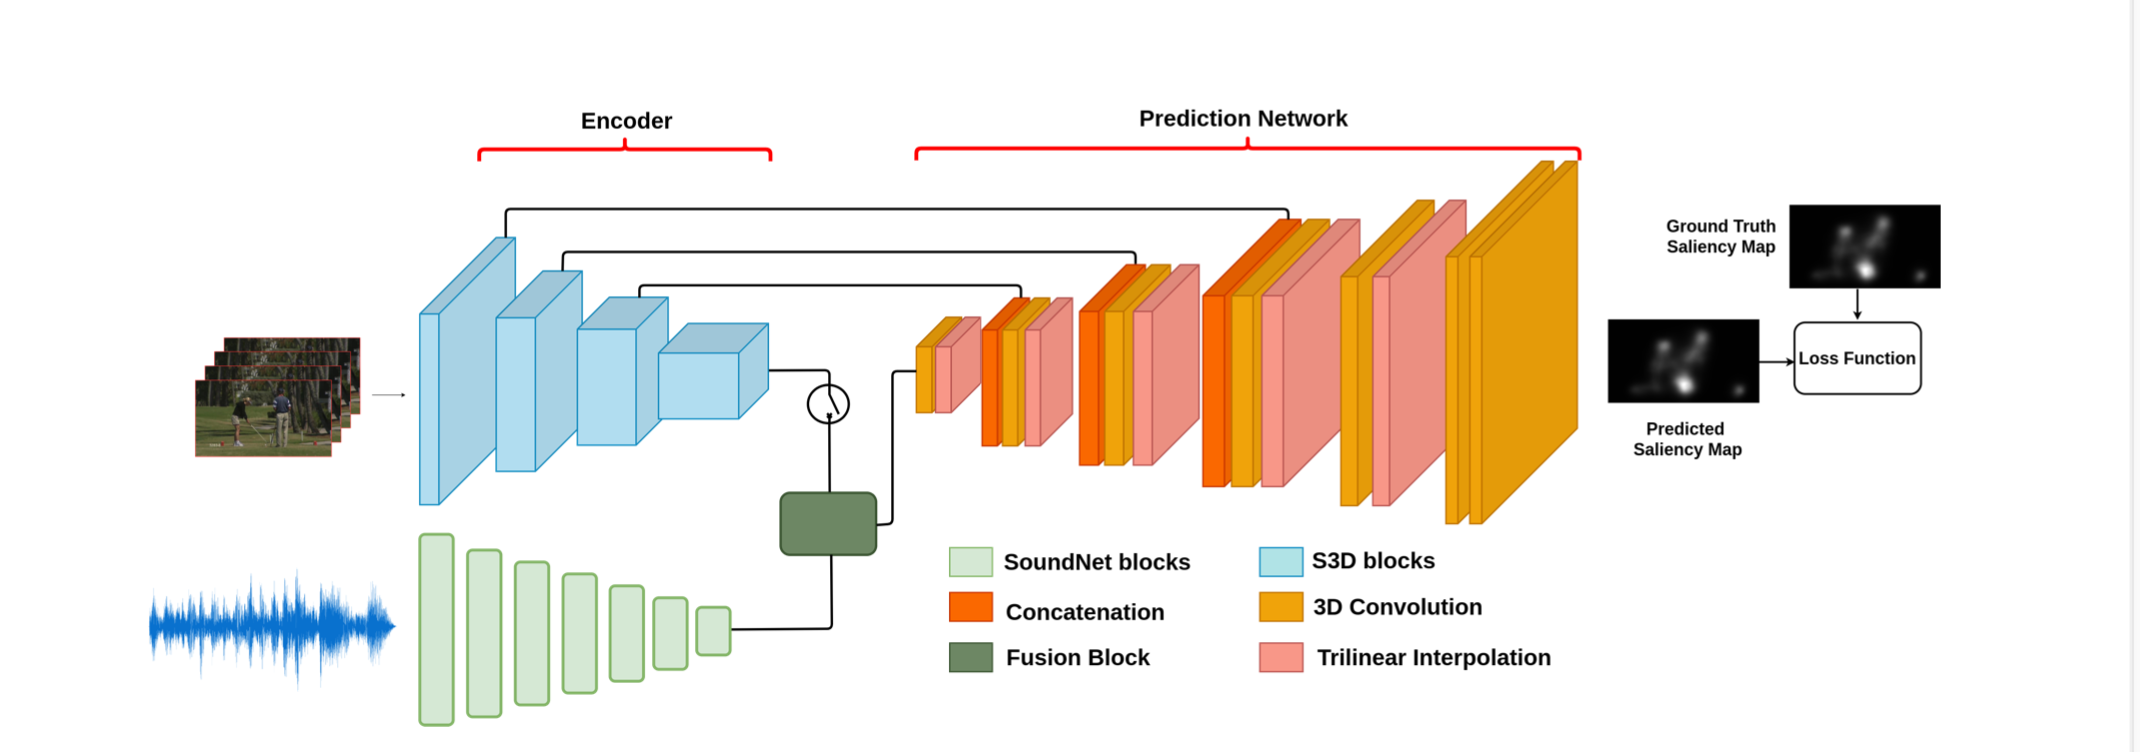 Encoder
Prediction Network
Ground Truth
Saliency Map
Loss Function
Predicted
Saliency Map
SoundNet blocks
S3D blocks
Concatenation
3D Convolution
Fusion Block
Trilinear Interpolation